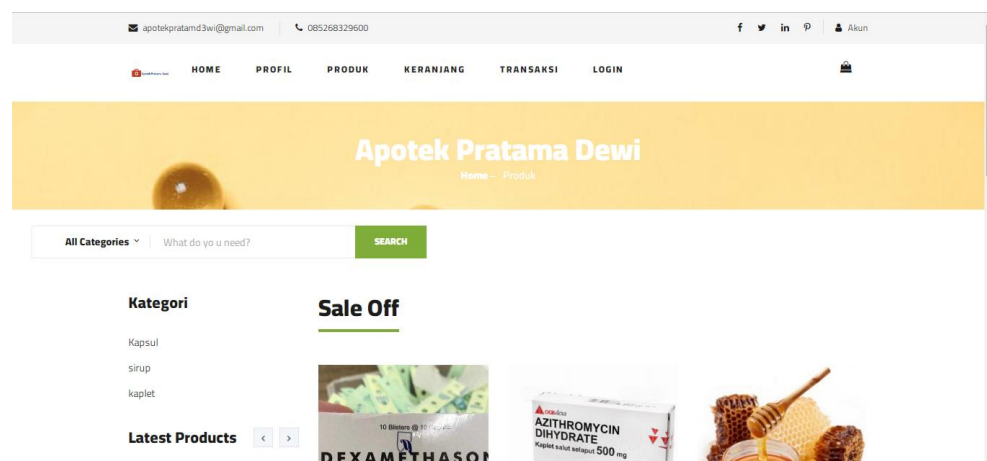 apotekpratamd3wi@gmail.com 085268329600 Akun
HOME PROFIL PRODUK KERANJANG TRANSAKSI LOGIN
Apotek Pratama Dewi
Home – Produk
All Categories What do yo u need? SEARCH
Kategori
Sale Off
Kapsul
sirup
kaplet
Latest Products
10 Blisters @ 10
DEXAMETHASON
AZITHROMYCIN
DIHYDRATE
Kaplet salut selaput 500 mg